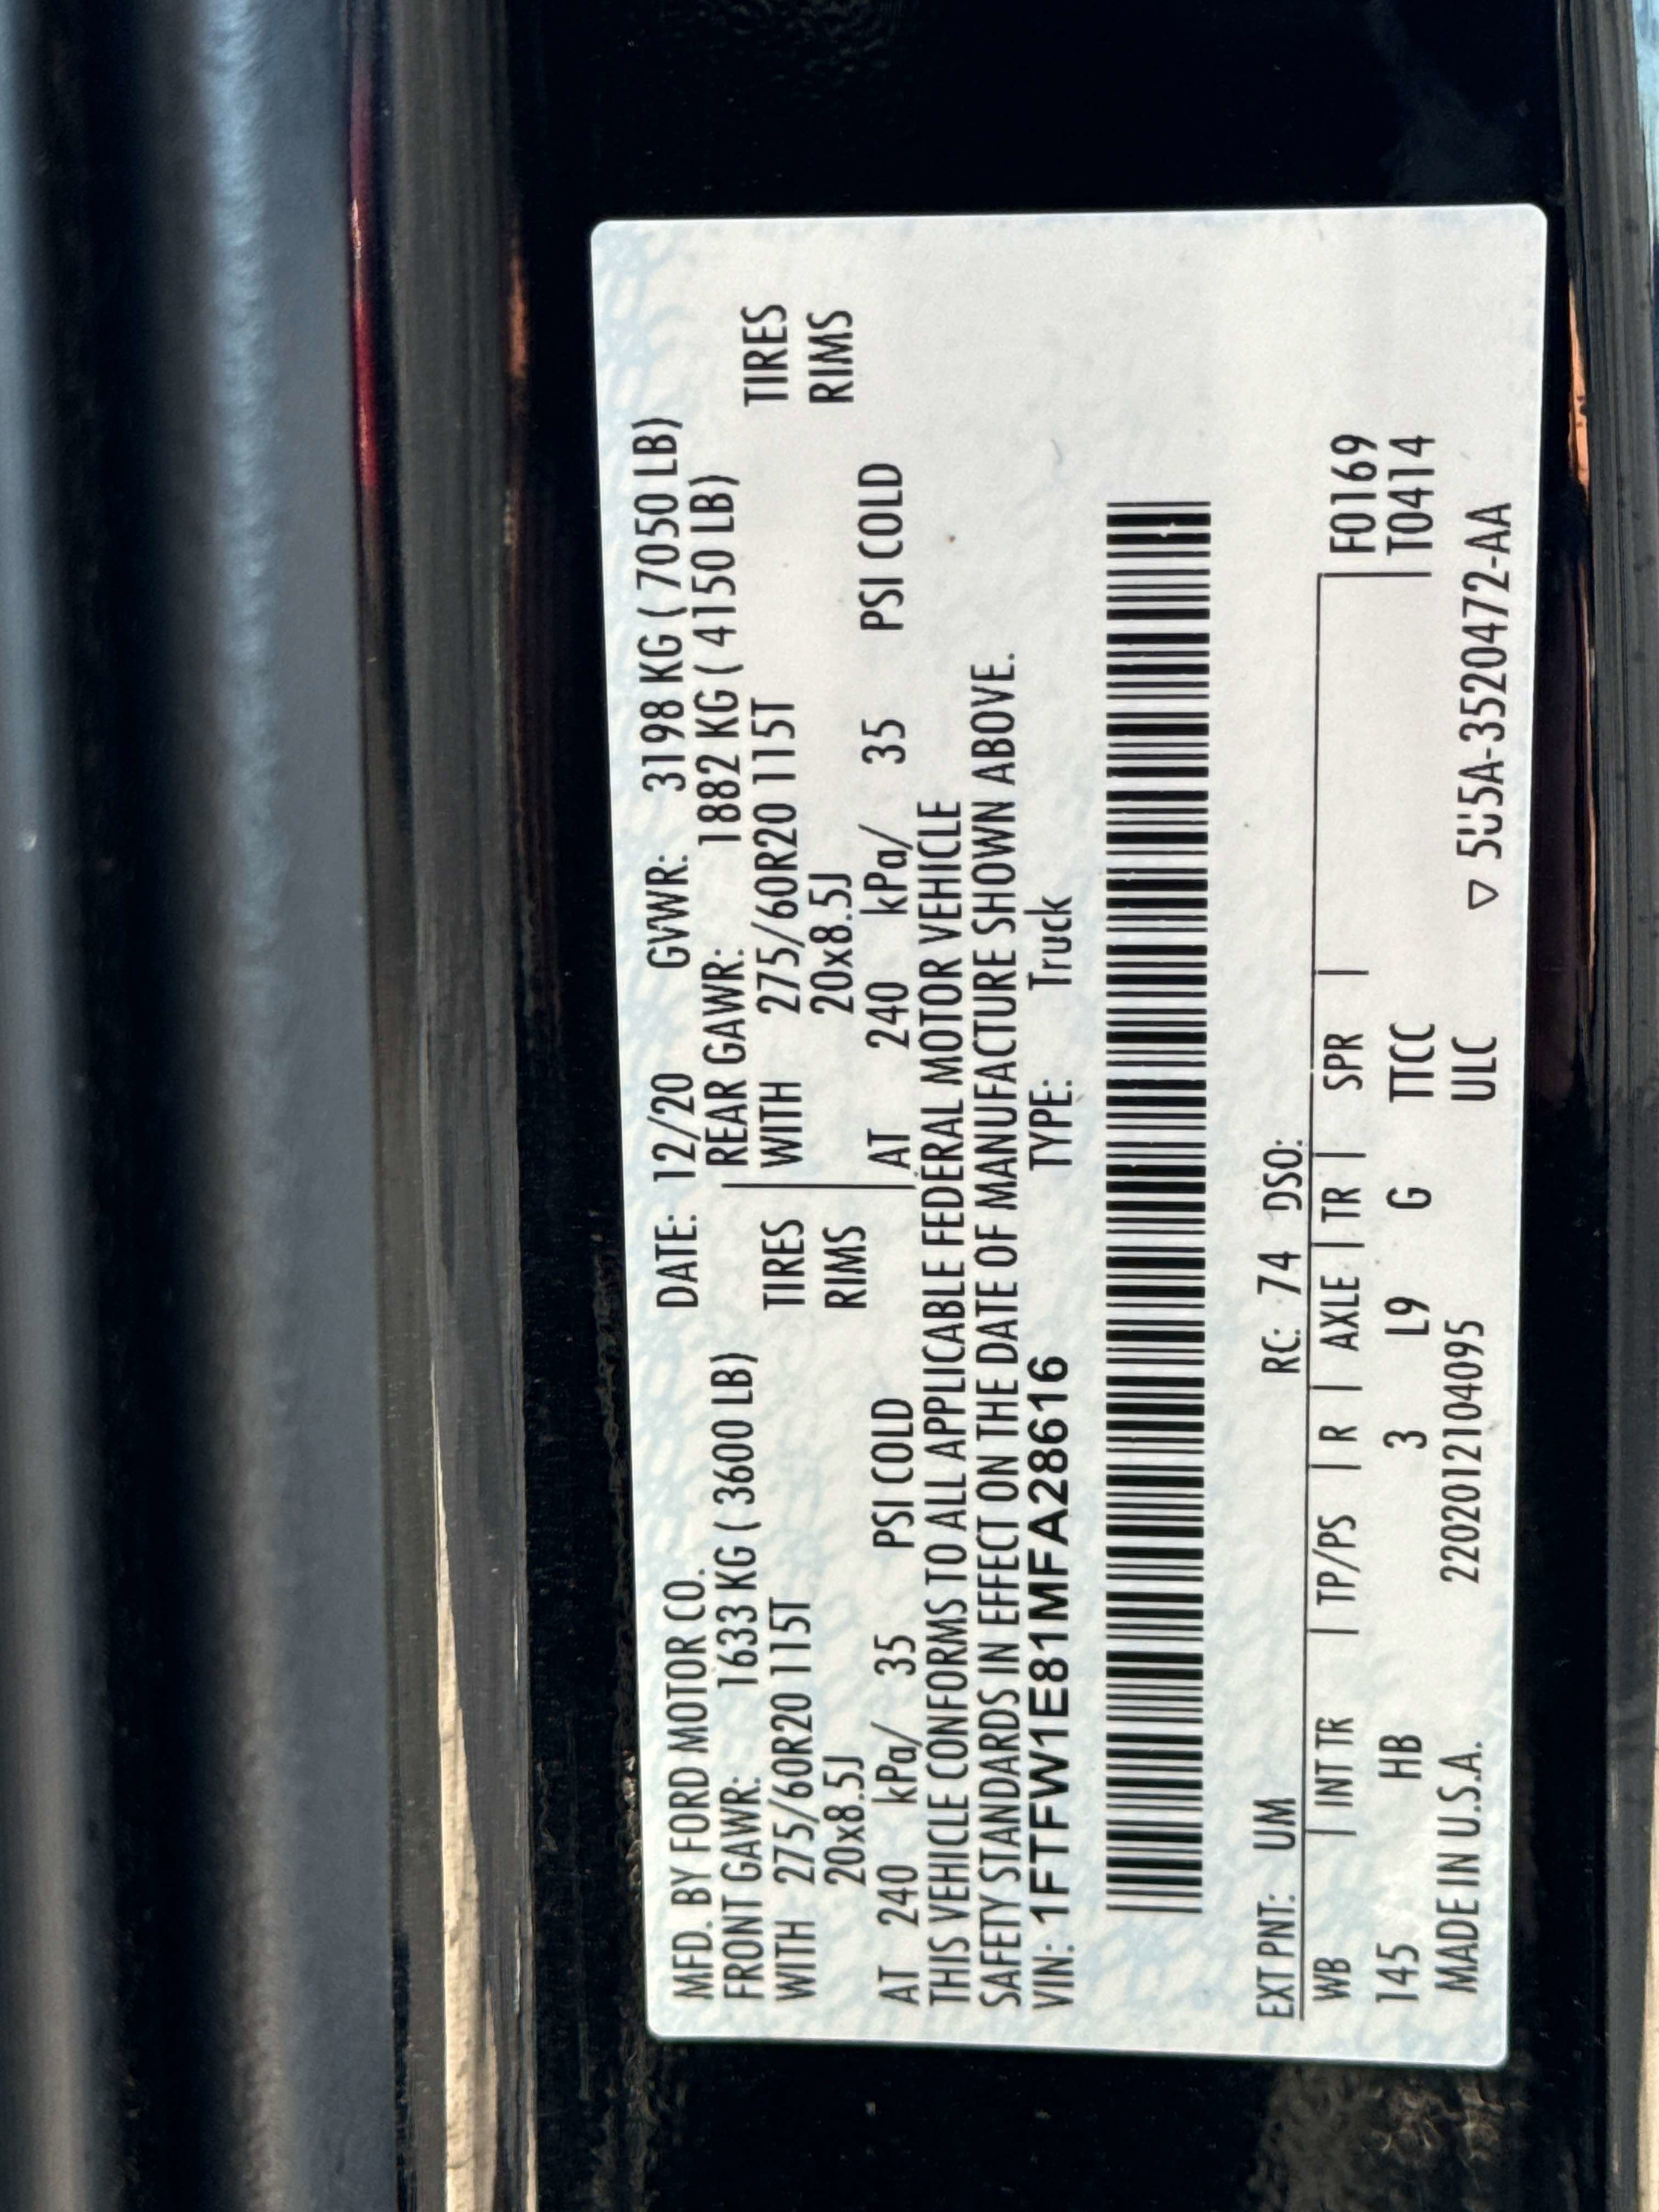 MFD. BY FORD MOTOR CO. DATE: 12/20 GVWR: 3198 KG ( 7050 LB)
FRONT GAWR: 1633 KG ( 3600 LB) REAR GAWR: 1882 KG ( 4150 LB)
WITH 275/60R20 115T TIRES WITH 275/60R20 115T TIRES
20x8.5J RIMS 20x8.5J RIMS
AT 240 kPa/ 35 PSI COLD AT 240 kPa/ 35 PSI COLD
THIS VEHICLE CONFORMS TO ALL APPLICABLE FEDERAL MOTOR VEHICLE
SAFETY STANDARDS IN EFFECT ON THE DATE OF MANUFACTURE SHOWN ABOVE.
VIN: 1FTFW1E81MFA28616 TYPE: Truck
EXT PNT: UM RC: 74 DSO:
WB | INT TR | TP/PS | R | AXLE | TR | SPR | F0169
145 HB 3 L9 G TTCC T0414
MADE IN U.S.A. 220201210409​5 ULC ▽ 5U5A-3520472-AA